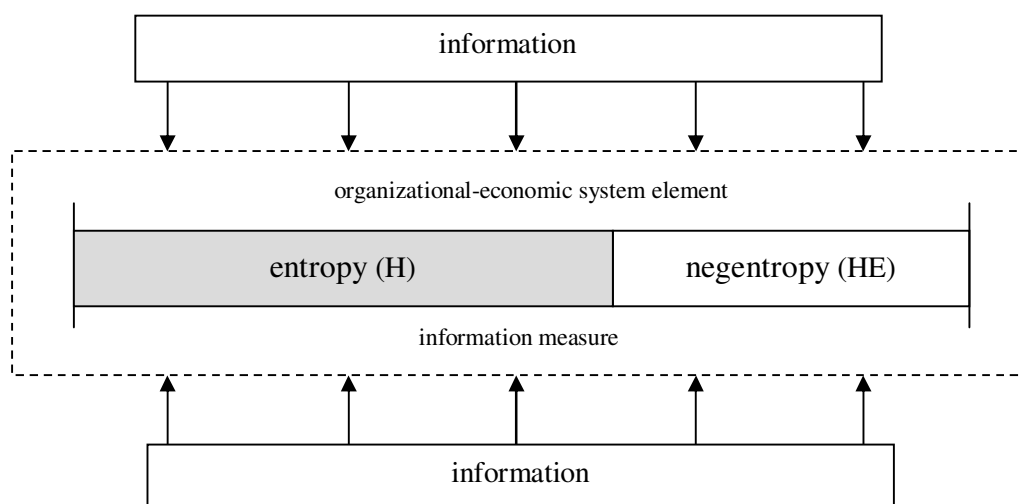 information
organizational-economic system element
entropy (H) negentropy (HE)
information measure
information